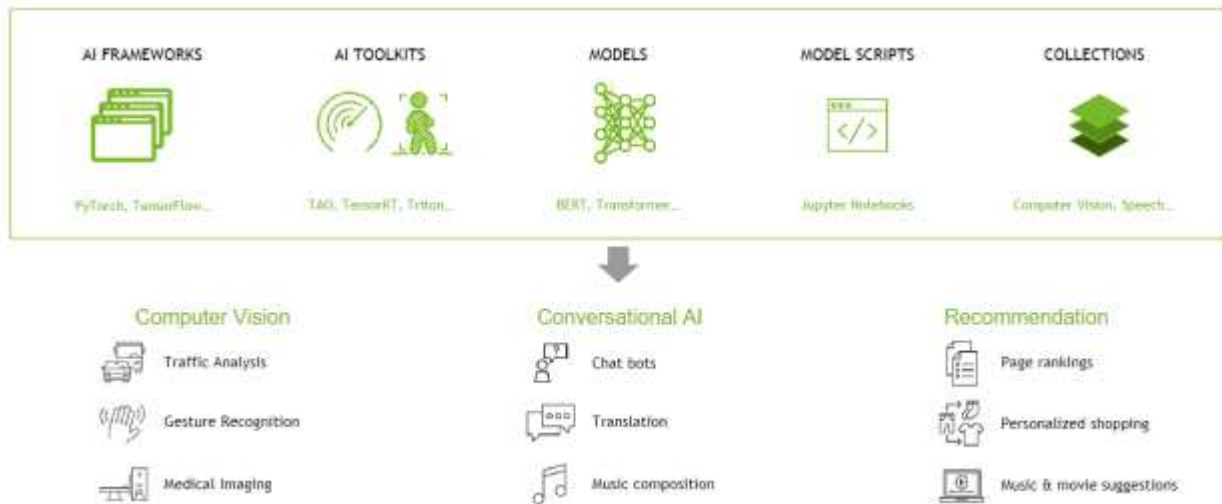 AI FRAMEWORKS AI TOOLKITS MODELS MODEL SCRIPTS COLLECTIONS
PyTorch, TensorFlow... TAO, TensorRT, Triton... BERT, Transformer... Jupyter Notebooks Computer Vision, Speech...
Computer Vision Conversational AI Recommendation
Traffic Analysis Chat bots Page rankings
Gesture Recognition Translation Personalized shopping
Medical Imaging Music composition Music & movie suggestions